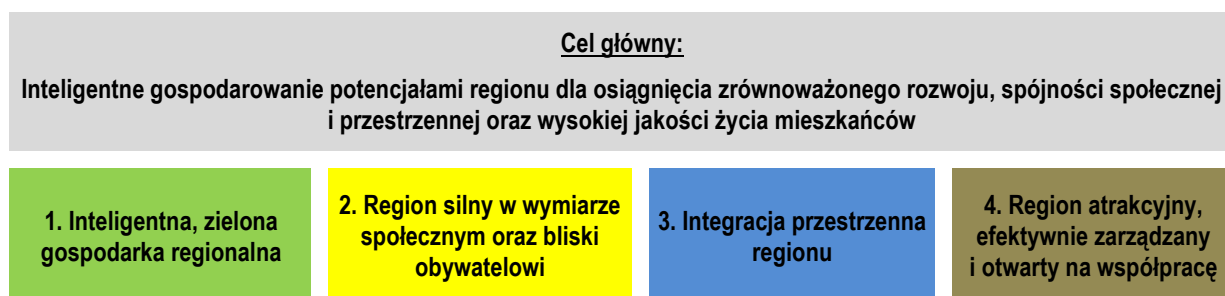 Cel główny:
Inteligentne gospodarowanie potencjałami regionu dla osiągnięcia zrównoważonego rozwoju, spójności społecznej
i przestrzennej oraz wysokiej jakości życia mieszkańców
1. Inteligentna, zielona
gospodarka regionalna
2. Region silny w wymiarze
społecznym oraz bliski
obywatelowi
3. Integracja przestrzenna
regionu
4. Region atrakcyjny,
efektywnie zarządzany
i otwarty na współpracę